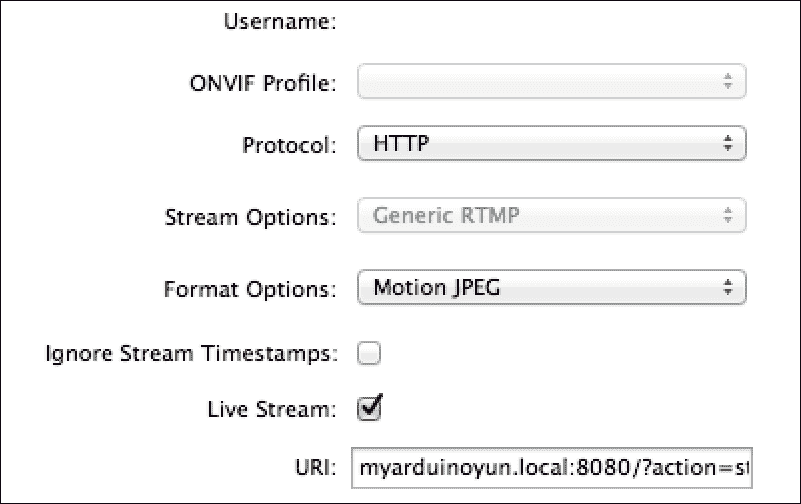 Username:
ONVIF Profile:
Protocol: HTTP
Stream Options: Generic RTMP
Format Options: Motion JPEG
Ignore Stream Timestamps:
Live Stream:
URI: myarduinoyun.local:8080/?action=st